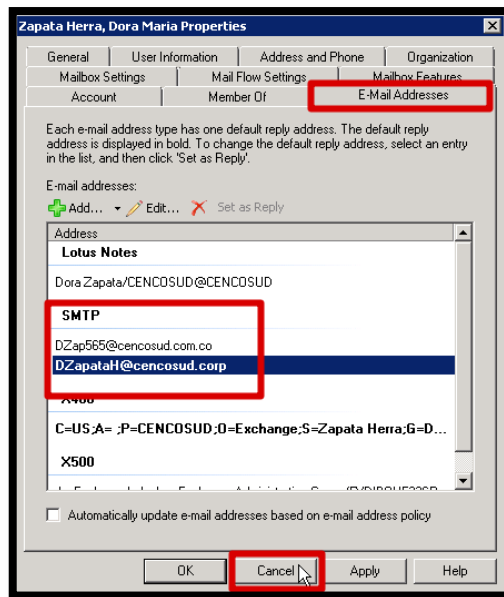 Zapata Herra, Dora Maria Properties
General User Information Address and Phone Organization
Mailbox Settings Mail Flow Settings Mailbox Features
Account Member Of E-Mail Addresses
Each e-mail address type has one default reply address. The default reply
address is displayed in bold. To change the default reply address, select an entry
in the list, and then click 'Set as Reply'.
E-mail addresses:
Add... Edit... Set as Reply
Address
Lotus Notes
Dora Zapata/CENCOSUD@CENCOSUD
SMTP
DZap565@cencosud.com.co
DZapataH@cencosud.corp
X400
C=US;A= ;P=CENCOSUD;O=Exchange;S=Zapata Herra;G=D...
X500
Automatically update e-mail addresses based on e-mail address policy
OK Cancel Apply Help